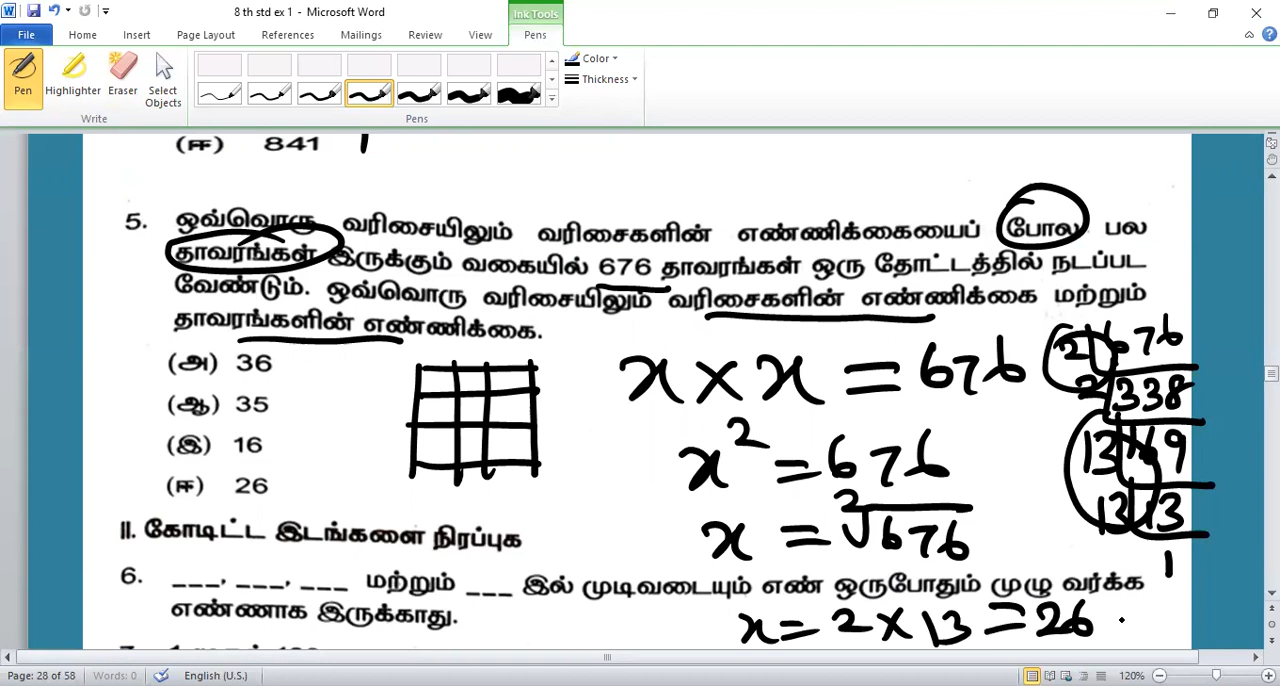 8 th std ex 1 - Microsoft Word
Ink Tools
File Home Insert Page Layout References Mailings Review View Pens
Pen Highlighter Eraser Select Objects
Color
Thickness
Write Pens
(ஈ) 841
5. ஒவ்வொரு வரிசையிலும் வரிசைகளின் எண்ணிக்கையைப் போல பல
தாவரங்கள் இருக்கும் வகையில் 676 தாவரங்கள் ஒரு தோட்டத்தில் நடப்பட
வேண்டும். ஒவ்வொரு வரிசையிலும் வரிசைகளின் எண்ணிக்கை மற்றும்
தாவரங்களின் எண்ணிக்கை.
(அ) 36
(ஆ) 35
(இ) 16
(ஈ) 26
x × x = 676
x² = 676
x = ²√676
x = 2 × 13 = 26
2 676
2 338
13 169
13 13
1
II. கோடிட்ட இடங்களை நிரப்புக
6. ___, ___, ___ மற்றும் ___ இல் முடிவடையும் எண் ஒருபோதும் முழு வர்க்க
எண்ணாக இருக்காது.
Page: 28 of 58 Words: 0 English (U.S.) 120%